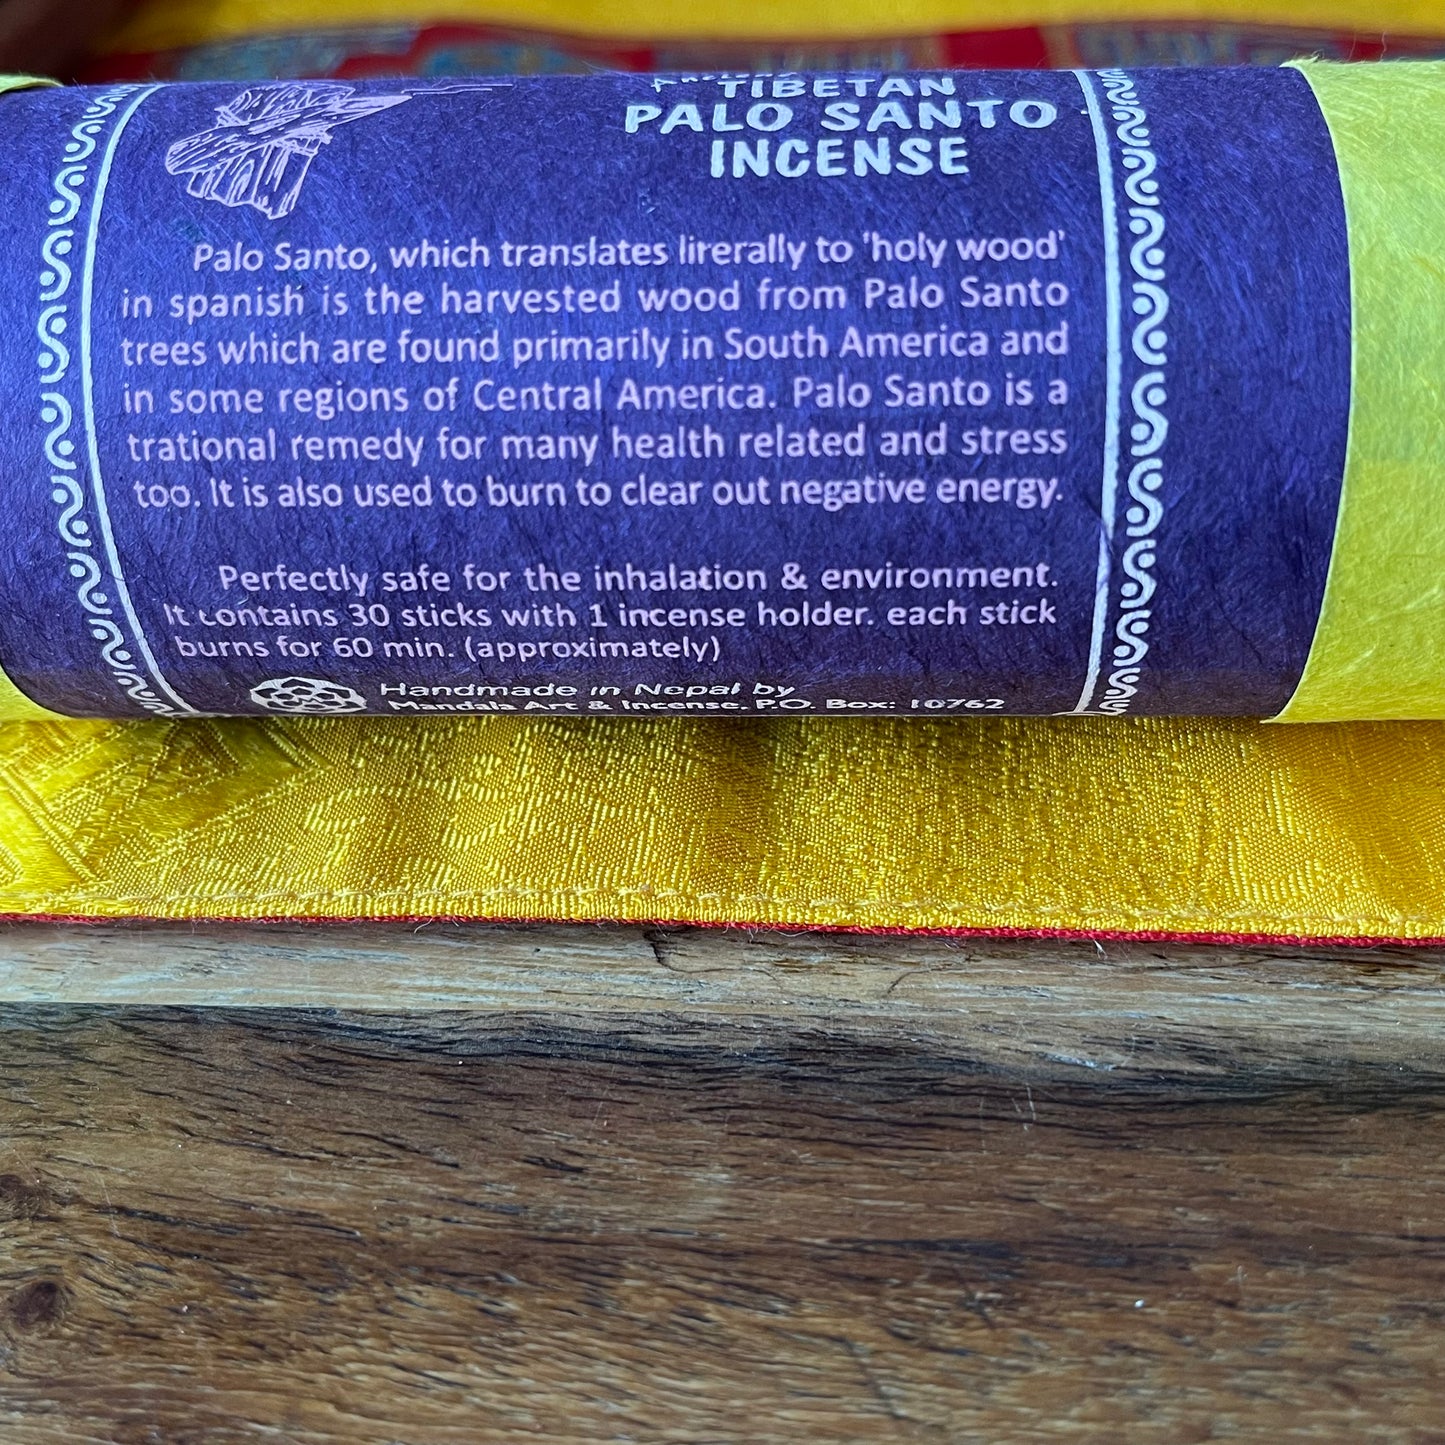 TIBETAN
PALO SANTO
INCENSE
Palo Santo, which translates lirerally to 'holy wood'
in spanish is the harvested wood from Palo Santo
trees which are found primarily in South America and
in some regions of Central America. Palo Santo is a
trational remedy for many health related and stress
too. It is also used to burn to clear out negative energy.
Perfectly safe for the inhalation & environment.
It contains 30 sticks with 1 incense holder. each stick
burns for 60 min. (approximately)
Handmade in Nepal by
Mandala Art & Incense, P.O. Box: 10762